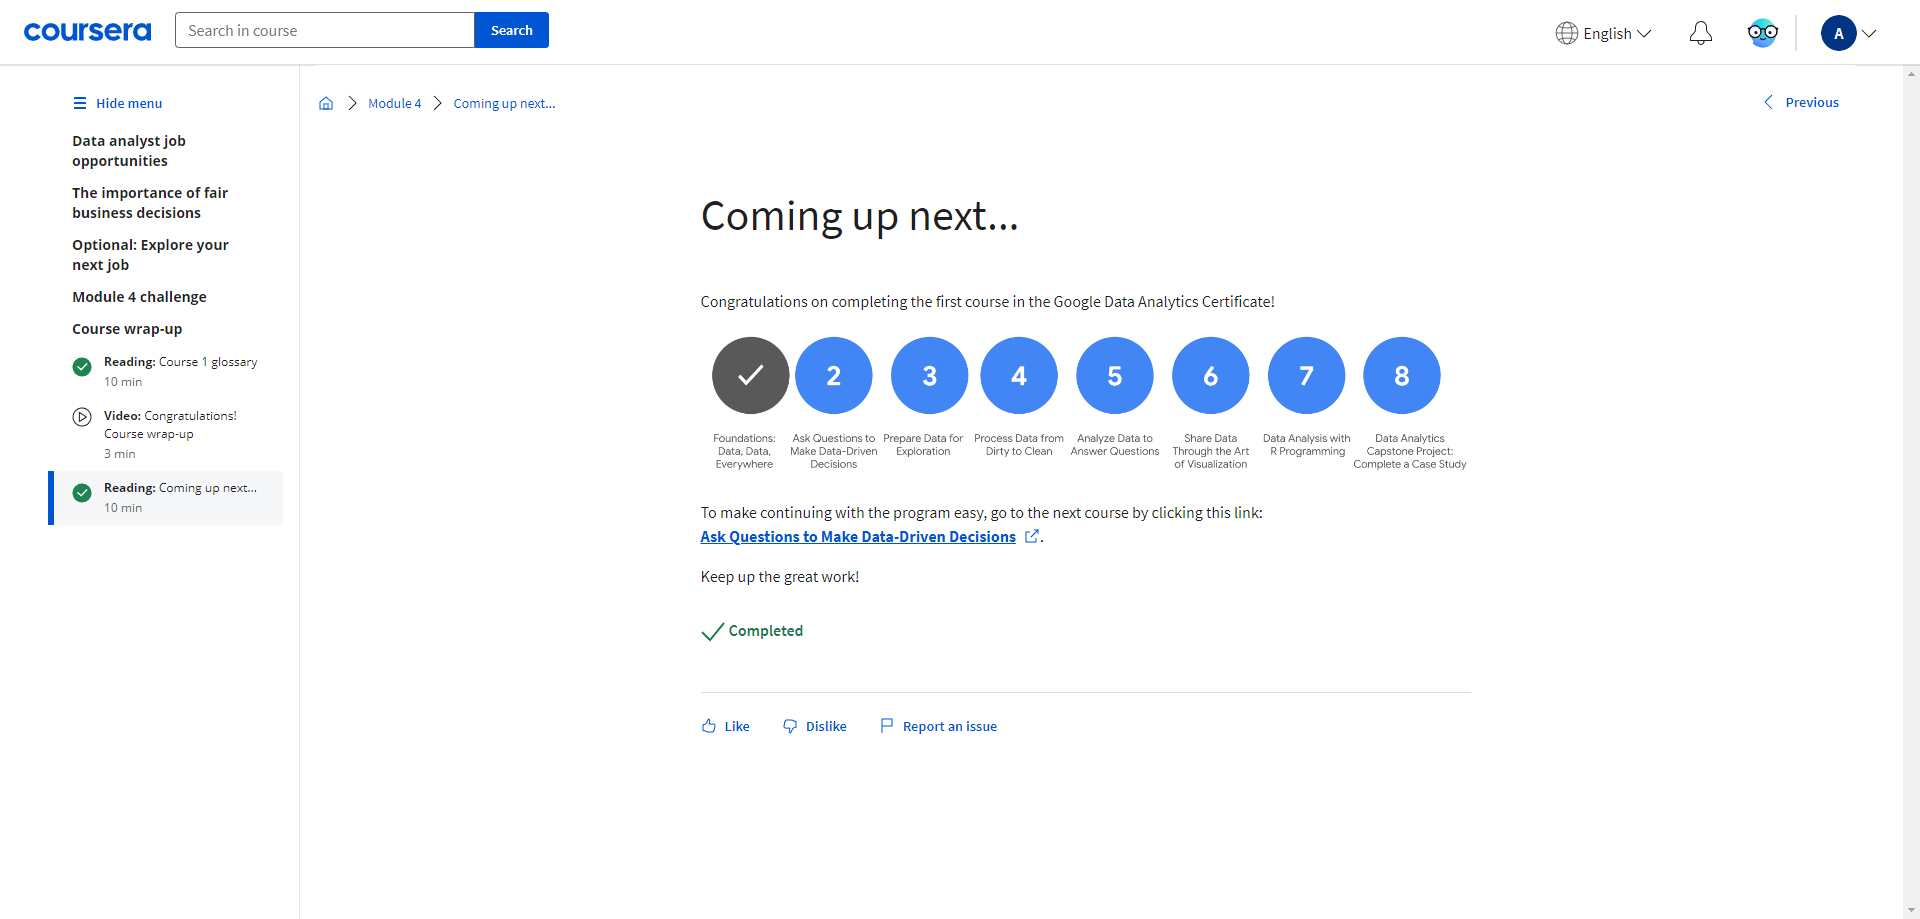 coursera
Search in course
Search
English
A
Hide menu
Data analyst job
opportunities
The importance of fair
business decisions
Optional: Explore your
next job
Module 4 challenge
Course wrap-up
Reading: Course 1 glossary
10 min
Video: Congratulations!
Course wrap-up
3 min
Reading: Coming up next...
10 min
Module 4
Coming up next...
Previous
Coming up next...
Congratulations on completing the first course in the Google Data Analytics Certificate!
2 3 4 5 6 7 8
Foundations:
Data, Data,
Everywhere
Ask Questions to
Make Data-Driven
Decisions
Prepare Data for
Exploration
Process Data from
Dirty to Clean
Analyze Data to
Answer Questions
Share Data
Through the Art
of Visualization
Data Analysis with
R Programming
Data Analytics
Capstone Project:
Complete a Case Study
To make continuing with the program easy, go to the next course by clicking this link:
Ask Questions to Make Data-Driven Decisions .
Keep up the great work!
Completed
Like
Dislike
Report an issue